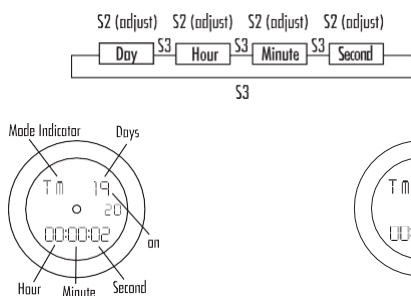 S2 (adjust) S2 (adjust) S2 (adjust) S2 (adjust)
Day S3 Hour S3 Minute S3 Second
S3
Mode Indicator Days
TM 19
20
00:00:02
on
Hour Minute Second
TM
00: